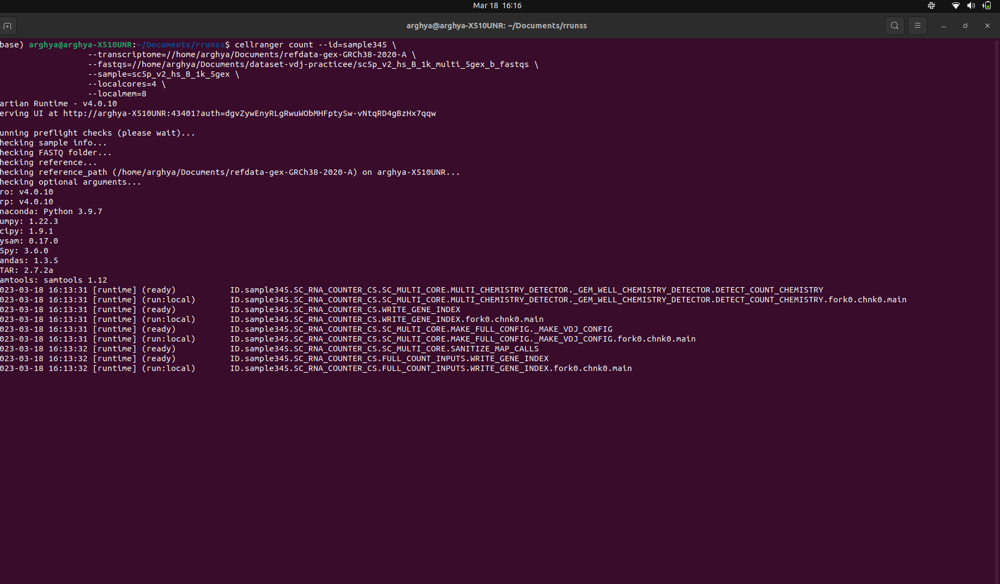 Mar 18 16:16
arghya@arghya-X510UNR: ~/Documents/rrunss
base) arghya@arghya-X510UNR:~/Documents/rrunss$ cellranger count --id=sample345 \
--transcriptome=//home/arghya/Documents/refdata-gex-GRCh38-2020-A \
--fastqs=//home/arghya/Documents/dataset-vdj-practicee/sc5p_v2_hs_B_1k_multi_5gex_b_fastqs \
--sample=sc5p_v2_hs_B_1k_5gex \
--localcores=4 \
--localmem=8
artian Runtime - v4.0.10
erving UI at http://arghya-X510UNR:43401?auth=dgvZywEnyRLgRwuWObMHFptySw-vNtqRD4gBzHx7qqw
unning preflight checks (please wait)...
hecking sample info...
hecking FASTQ folder...
hecking reference...
hecking reference_path (/home/arghya/Documents/refdata-gex-GRCh38-2020-A) on arghya-X510UNR...
hecking optional arguments...
ro: v4.0.10
rp: v4.0.10
naconda: Python 3.9.7
umpy: 1.22.3
cipy: 1.9.1
ysam: 0.17.0
5py: 3.6.0
andas: 1.3.5
TAR: 2.7.2a
amtools: samtools 1.12
023-03-18 16:13:31 [runtime] (ready) ID.sample345.SC_RNA_COUNTER_CS.SC_MULTI_CORE.MULTI_CHEMISTRY_DETECTOR._GEM_WELL_CHEMISTRY_DETECTOR.DETECT_COUNT_CHEMISTRY
023-03-18 16:13:31 [runtime] (run:local) ID.sample345.SC_RNA_COUNTER_CS.SC_MULTI_CORE.MULTI_CHEMISTRY_DETECTOR._GEM_WELL_CHEMISTRY_DETECTOR.DETECT_COUNT_CHEMISTRY.fork0.chnk0.main
023-03-18 16:13:31 [runtime] (ready) ID.sample345.SC_RNA_COUNTER_CS.WRITE_GENE_INDEX
023-03-18 16:13:31 [runtime] (run:local) ID.sample345.SC_RNA_COUNTER_CS.WRITE_GENE_INDEX.fork0.chnk0.main
023-03-18 16:13:31 [runtime] (ready) ID.sample345.SC_RNA_COUNTER_CS.SC_MULTI_CORE.MAKE_FULL_CONFIG._MAKE_VDJ_CONFIG
023-03-18 16:13:31 [runtime] (run:local) ID.sample345.SC_RNA_COUNTER_CS.SC_MULTI_CORE.MAKE_FULL_CONFIG._MAKE_VDJ_CONFIG.fork0.chnk0.main
023-03-18 16:13:32 [runtime] (ready) ID.sample345.SC_RNA_COUNTER_CS.SC_MULTI_CORE.SANITIZE_MAP_CALLS
023-03-18 16:13:32 [runtime] (ready) ID.sample345.SC_RNA_COUNTER_CS.FULL_COUNT_INPUTS.WRITE_GENE_INDEX
023-03-18 16:13:32 [runtime] (run:local) ID.sample345.SC_RNA_COUNTER_CS.FULL_COUNT_INPUTS.WRITE_GENE_INDEX.fork0.chnk0.main